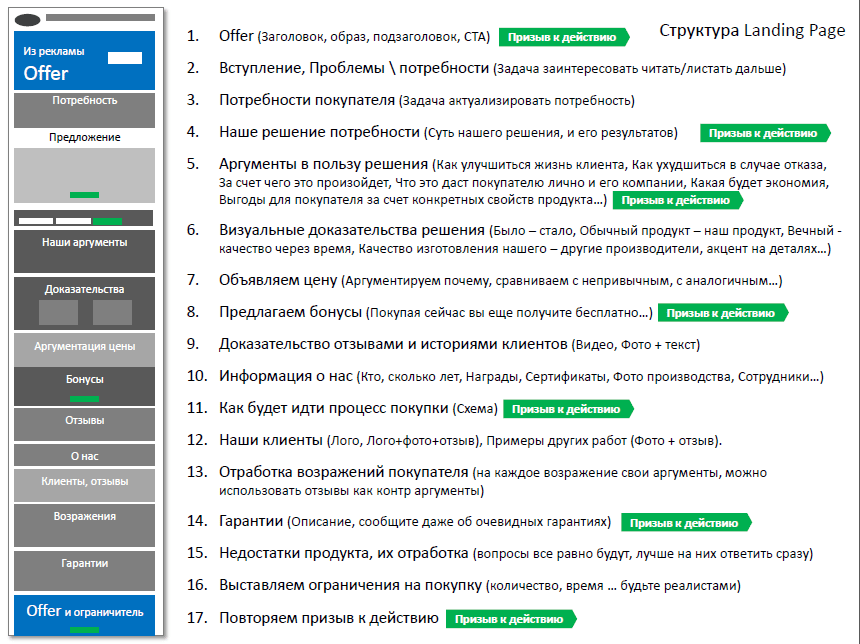 Структура Landing Page
Из рекламы
Offer
Потребность
Предложение
Наши аргументы
Доказательства
Аргументация цены
Бонусы
Отзывы
О нас
Клиенты, отзывы
Возражения
Гарантии
Offer и ограничитель
1. Offer (Заголовок, образ, подзаголовок, СТА) Призыв к действию
2. Вступление, Проблемы \ потребности (Задача заинтересовать читать/листать дальше)
3. Потребности покупателя (Задача актуализировать потребность)
4. Наше решение потребности (Суть нашего решения, и его результатов) Призыв к действию
5. Аргументы в пользу решения (Как улучшиться жизнь клиента, Как ухудшиться в случае отказа,
За счет чего это произойдет, Что это даст покупателю лично и его компании, Какая будет экономия,
Выгоды для покупателя за счет конкретных свойств продукта…) Призыв к действию
6. Визуальные доказательства решения (Было – стало, Обычный продукт – наш продукт, Вечный -
качество через время, Качество изготовления нашего – другие производители, акцент на деталях…)
7. Объявляем цену (Аргументируем почему, сравниваем с непривычным, с аналогичным…)
8. Предлагаем бонусы (Покупая сейчас вы еще получите бесплатно…) Призыв к действию
9. Доказательство отзывами и историями клиентов (Видео, Фото + текст)
10. Информация о нас (Кто, сколько лет, Награды, Сертификаты, Фото производства, Сотрудники…)
11. Как будет идти процесс покупки (Схема) Призыв к действию
12. Наши клиенты (Лого, Лого+фото+отзыв), Примеры других работ (Фото + отзыв).
13. Отработка возражений покупателя (на каждое возражение свои аргументы, можно
использовать отзывы как контр аргументы)
14. Гарантии (Описание, сообщите даже об очевидных гарантиях) Призыв к действию
15. Недостатки продукта, их отработка (вопросы все равно будут, лучше на них ответить сразу)
16. Выставляем ограничения на покупку (количество, время … будьте реалистами)
17. Повторяем призыв к действию Призыв к действию